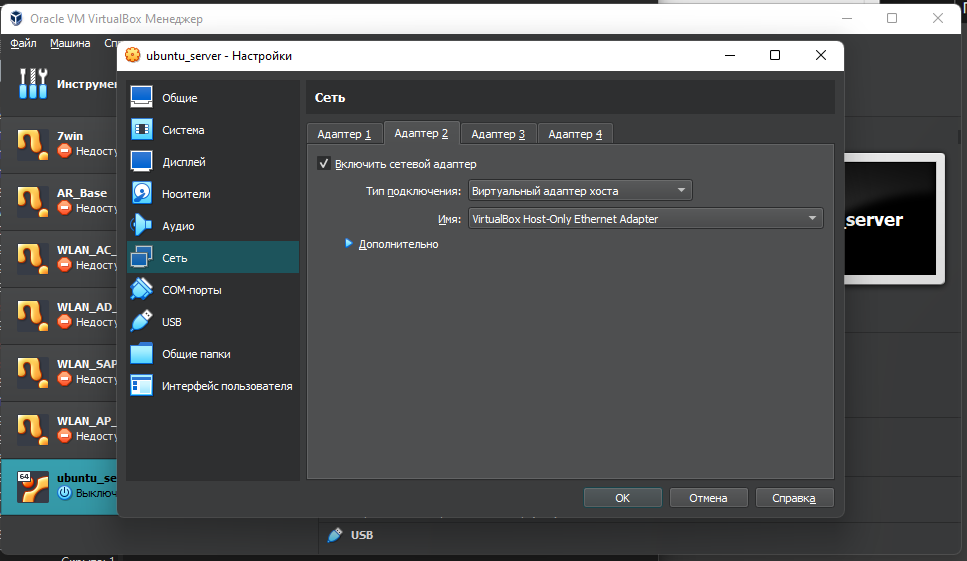 Oracle VM VirtualBox Менеджер
Файл Машина
ubuntu_server - Настройки
Общие
Система
Дисплей
Носители
Аудио
Сеть
COM-порты
USB
Общие папки
Интерфейс пользователя
Сеть
Адаптер 1 Адаптер 2 Адаптер 3 Адаптер 4
Включить сетевой адаптер
Тип подключения: Виртуальный адаптер хоста
Имя: VirtualBox Host-Only Ethernet Adapter
Дополнительно
OK Отмена Справка
Инструмен
7win
Недосту
AR_Base
Недосту
WLAN_AC_
Недосту
WLAN_AD_
Недосту
WLAN_SAP
Недосту
WLAN_AP_
Недосту
64
ubuntu_se
Выключ
_server
USB